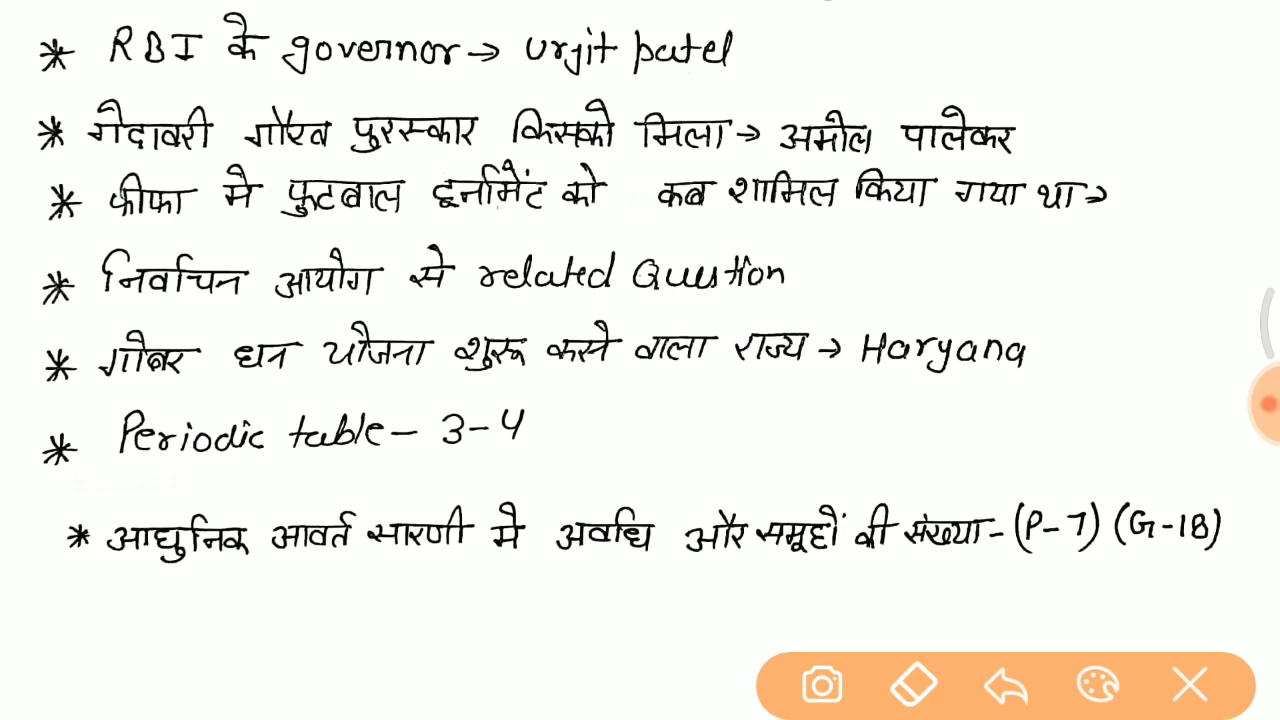 * RBI के governor → Urjit patel
* गोदावरी गौरव पुरस्कार किसको मिला → अमोल पालेकर
* फीफा मे फुटबाल टूर्नामेंट को कब शामिल किया गया था →
* निर्वाचन आयोग से related Question
* गोबर धन योजना शुरू करने वाला राज्य → Haryana
* Periodic table - 3-4
* आधुनिक आवर्त सारणी मे अवधि और समूहों की संख्या - (P-7) (G-18)